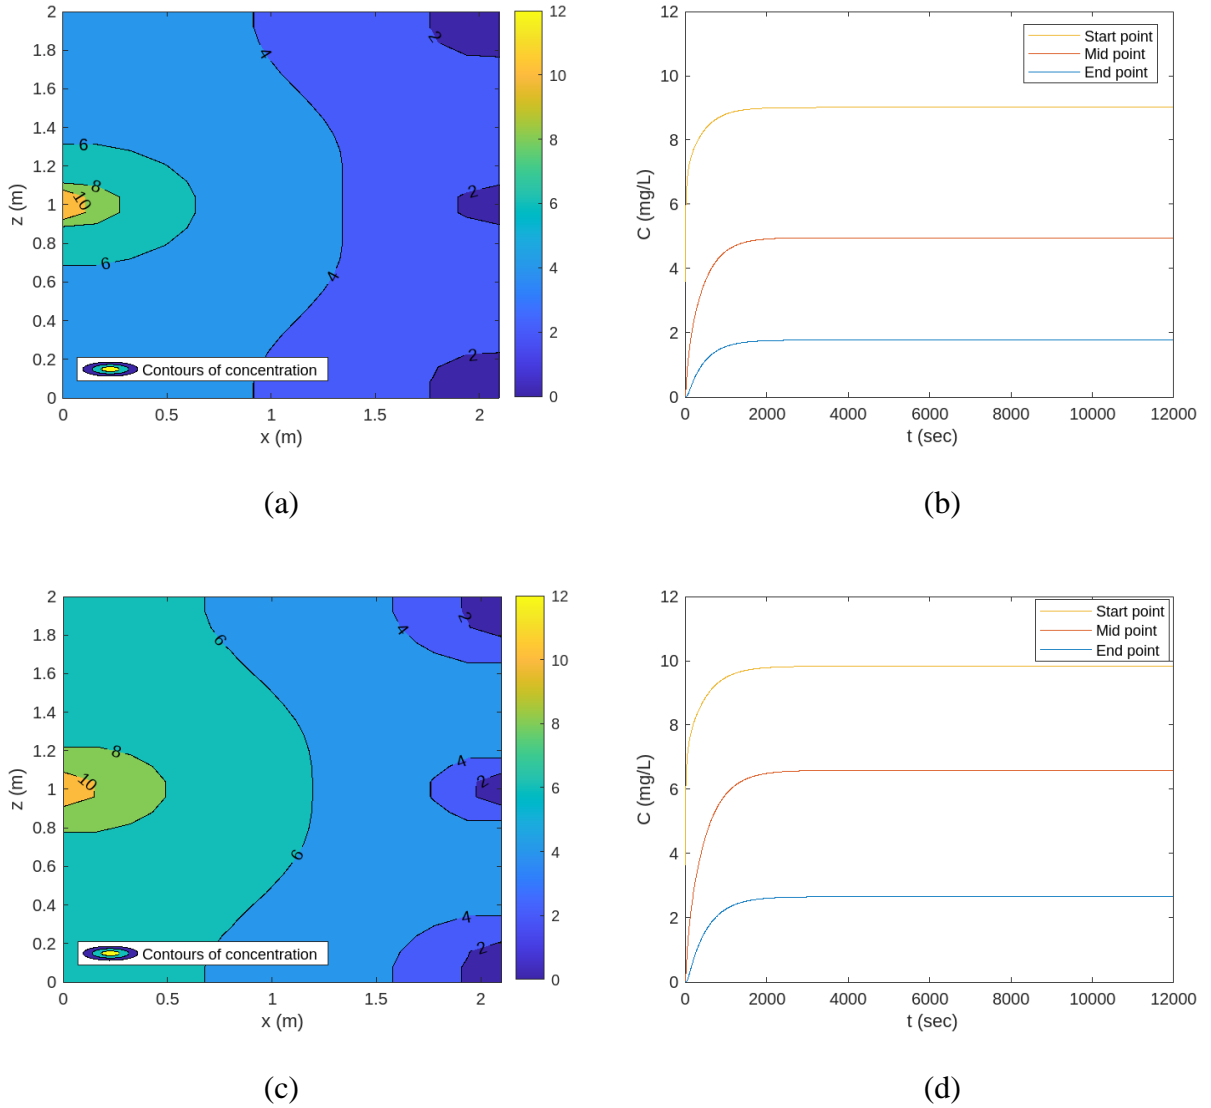 2
1.8
1.6
1.4
1.2
1
0.8
0.6
0.4
0.2
0
z (m)
0 0.5 1 1.5 2
x (m)
4
2
6
8
10
2
6
4
2
Contours of concentration
12
10
8
6
4
2
0
(a)
12
10
8
6
4
2
0
C (mg/L)
Start point
Mid point
End point
0 2000 4000 6000 8000 10000 12000
t (sec)
(b)
2
1.8
1.6
1.4
1.2
1
0.8
0.6
0.4
0.2
0
z (m)
0 0.5 1 1.5 2
x (m)
2
4
6
8
4
10
2
6
4
2
Contours of concentration
12
10
8
6
4
2
0
(c)
12
10
8
6
4
2
0
C (mg/L)
Start point
Mid point
End point
0 2000 4000 6000 8000 10000 12000
t (sec)
(d)